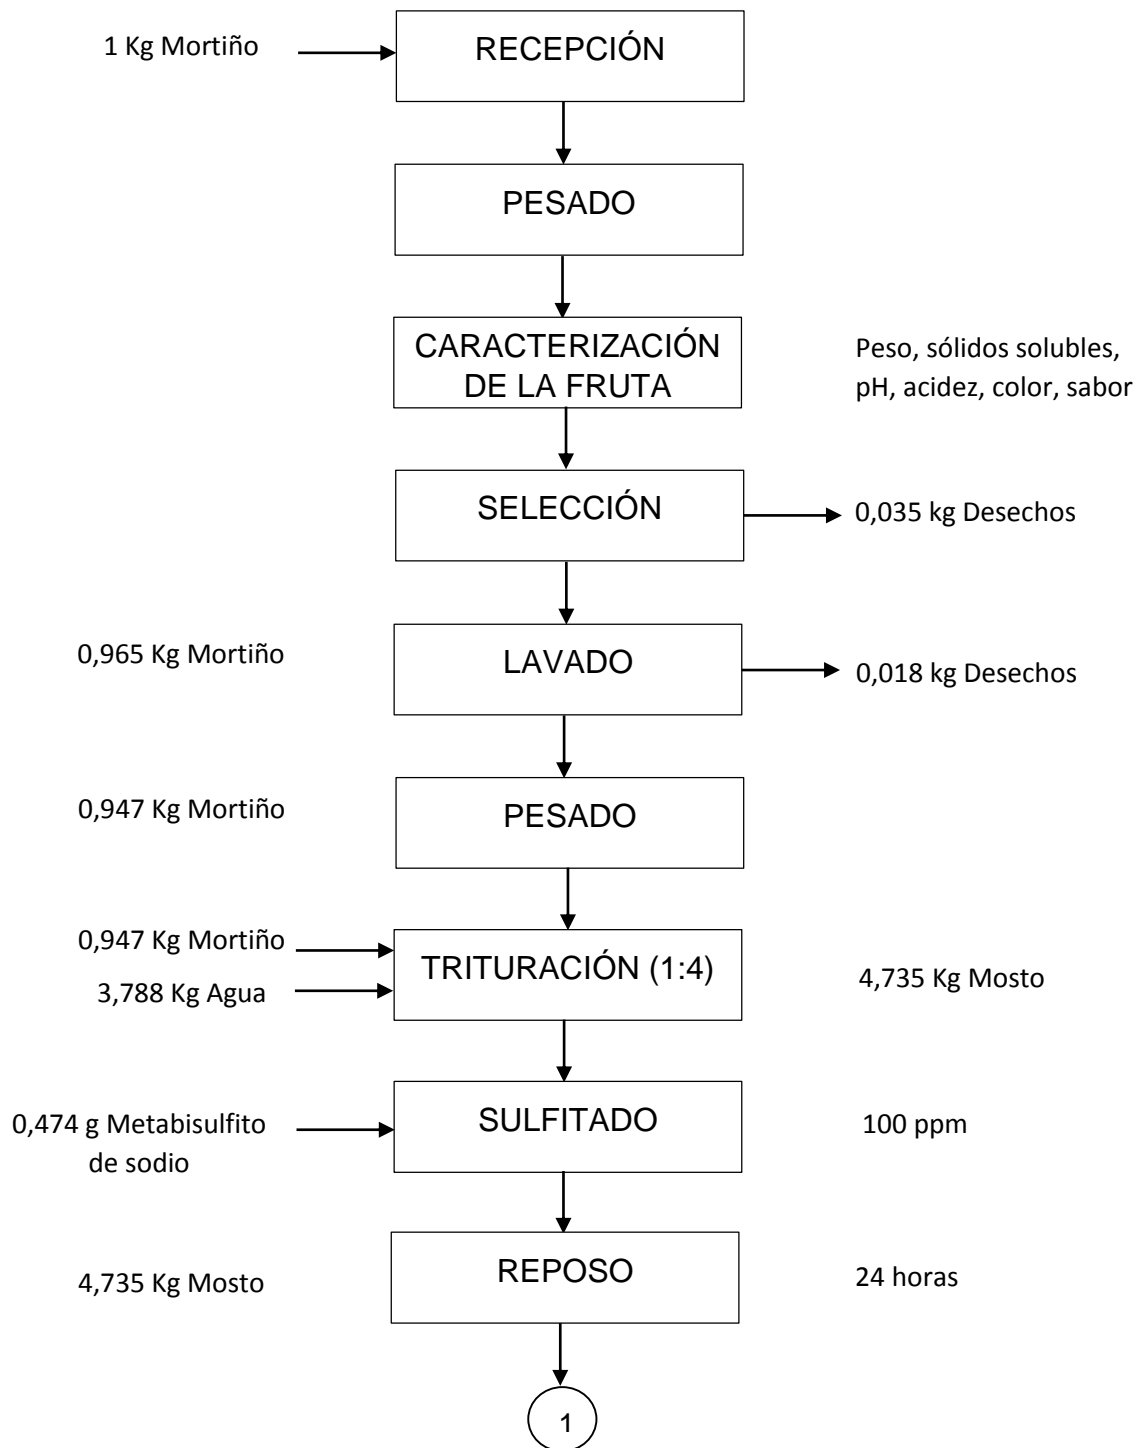 1 Kg Mortiño
RECEPCIÓN
PESADO
CARACTERIZACIÓN
DE LA FRUTA
Peso, sólidos solubles,
pH, acidez, color, sabor
SELECCIÓN
0,035 kg Desechos
0,965 Kg Mortiño
LAVADO
0,018 kg Desechos
0,947 Kg Mortiño
PESADO
0,947 Kg Mortiño
3,788 Kg Agua
TRITURACIÓN (1:4)
4,735 Kg Mosto
0,474 g Metabisulfito
de sodio
SULFITADO
100 ppm
4,735 Kg Mosto
REPOSO
24 horas
1